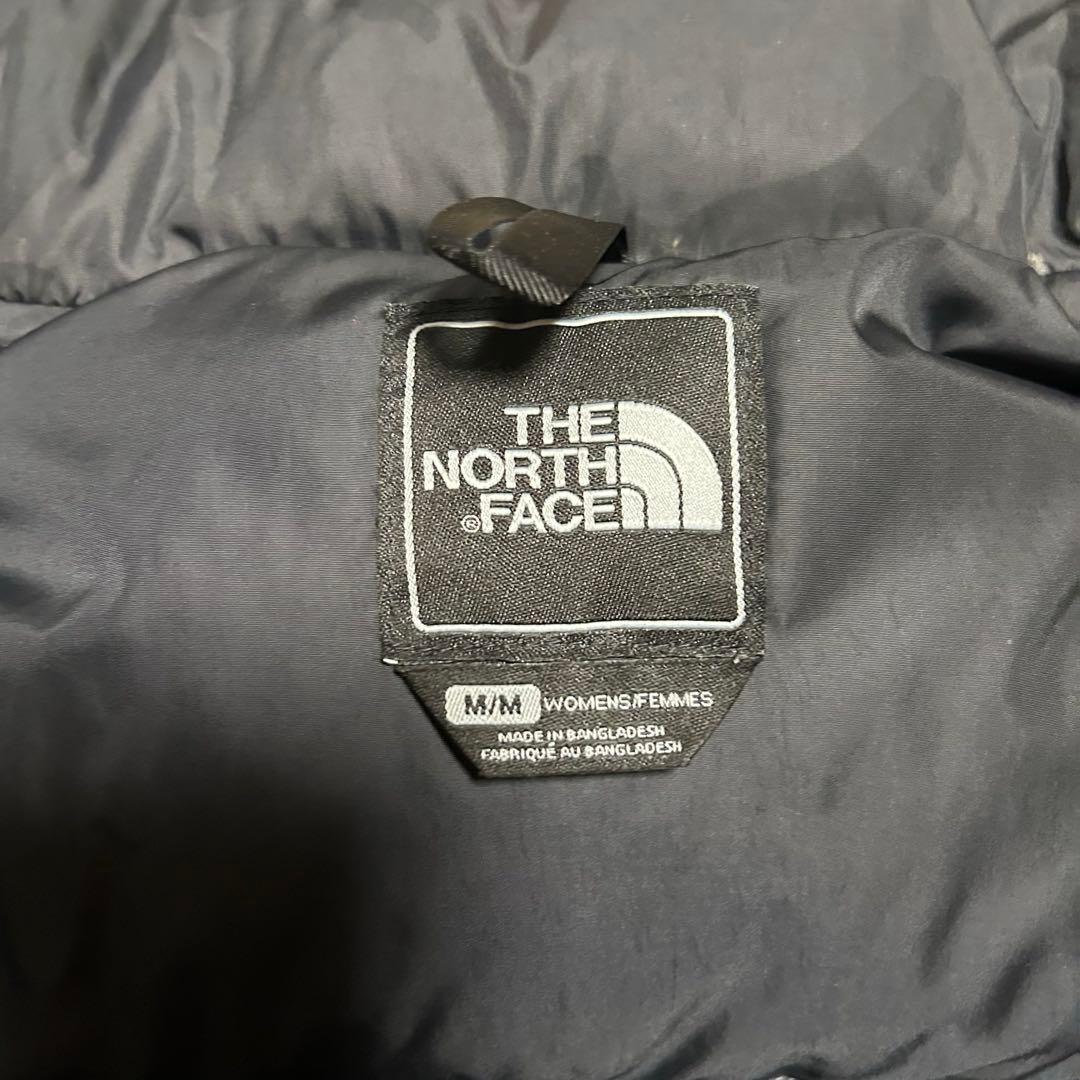 THE
NORTH
®FACE
M/M WOMENS/FEMMES
MADE IN BANGLADESH
FABRIQUÉ AU BANGLADESH